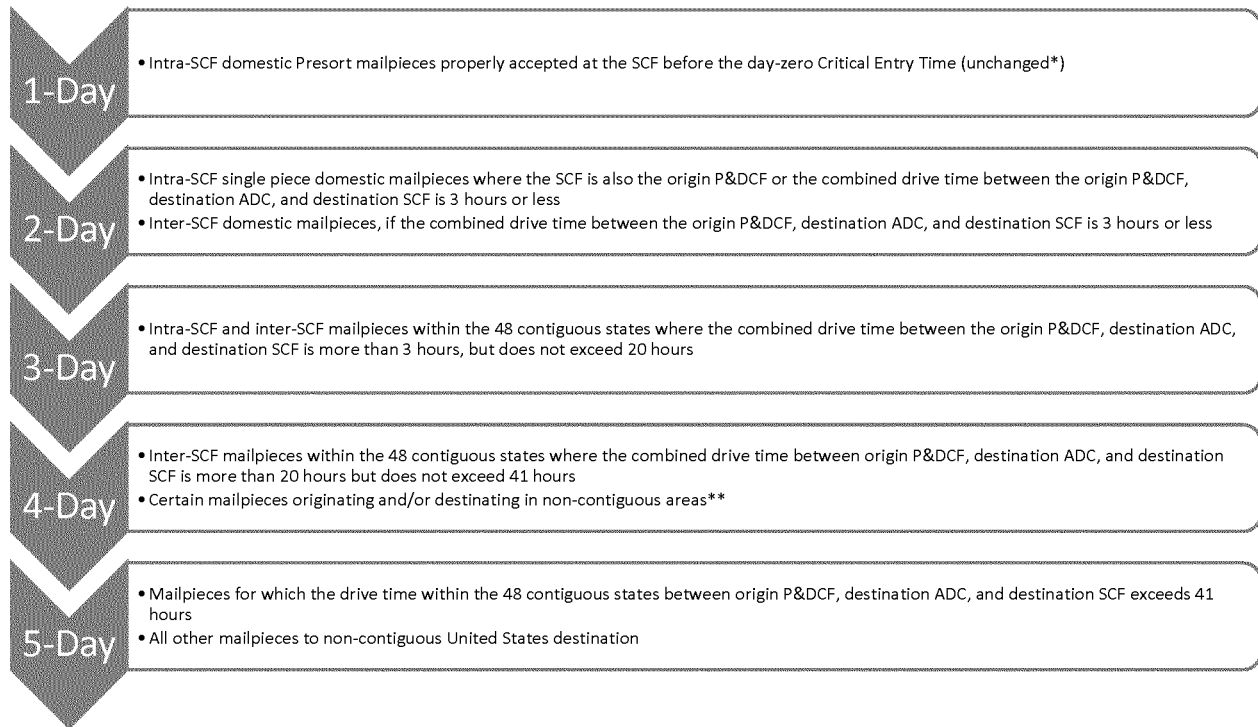 1-Day
• Intra-SCF domestic Presort mailpieces properly accepted at the SCF before the day-zero Critical Entry Time (unchanged*)
2-Day
• Intra-SCF single piece domestic mailpieces where the SCF is also the origin P&DCF or the combined drive time between the origin P&DCF,
destination ADC, and destination SCF is 3 hours or less
• Inter-SCF domestic mailpieces, if the combined drive time between the origin P&DCF, destination ADC, and destination SCF is 3 hours or less
3-Day
• Intra-SCF and inter-SCF mailpieces within the 48 contiguous states where the combined drive time between the origin P&DCF, destination ADC,
and destination SCF is more than 3 hours, but does not exceed 20 hours
4-Day
• Inter-SCF mailpieces within the 48 contiguous states where the combined drive time between origin P&DCF, destination ADC, and destination
SCF is more than 20 hours but does not exceed 41 hours
• Certain mailpieces originating and/or destinating in non-contiguous areas**
5-Day
• Mailpieces for which the drive time within the 48 contiguous states between origin P&DCF, destination ADC, and destination SCF exceeds 41
hours
• All other mailpieces to non-contiguous United States destination